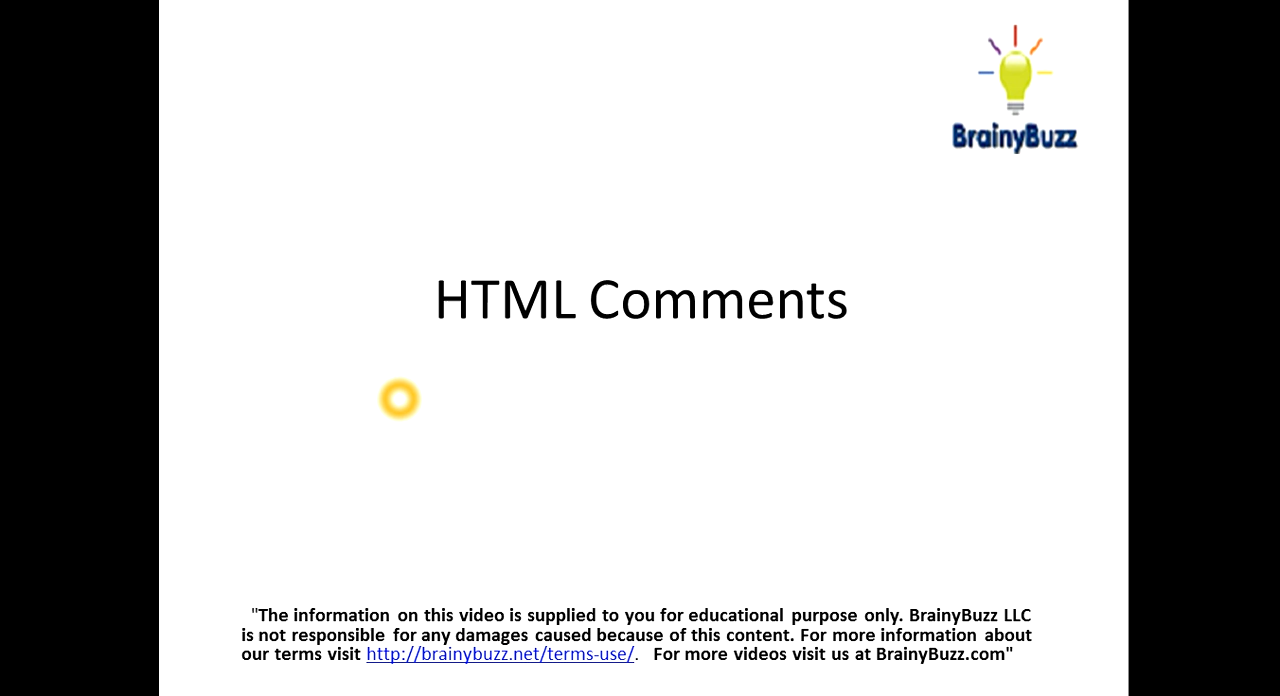 BrainyBuzz
HTML Comments
"The information on this video is supplied to you for educational purpose only. BrainyBuzz LLC
is not responsible for any damages caused because of this content. For more information about
our terms visit http://brainybuzz.net/terms-use/. For more videos visit us at BrainyBuzz.com"